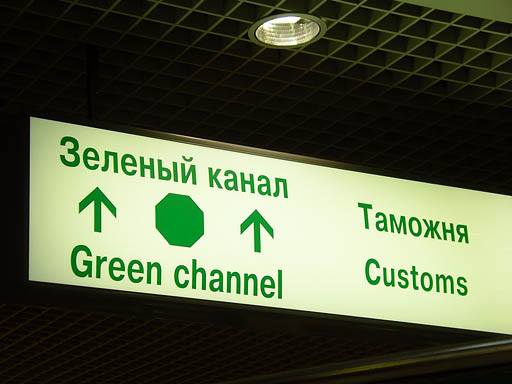 Зеленый канал
Green channel
Таможня
Customs